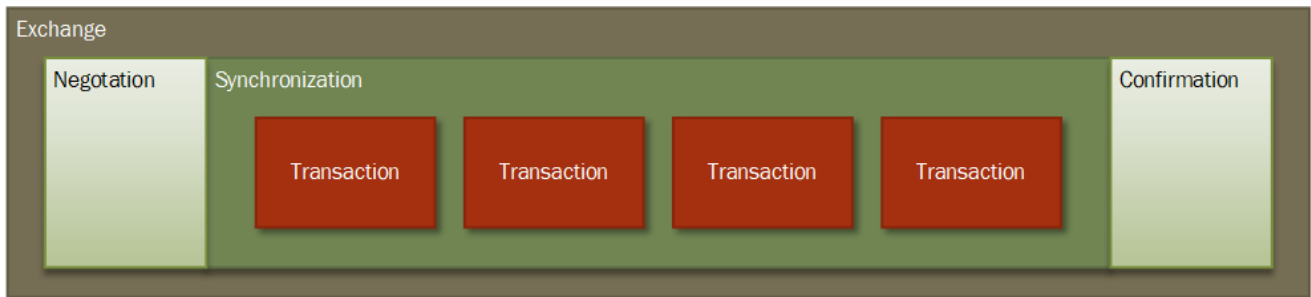 Exchange
Negotation
Synchronization
Confirmation
Transaction
Transaction
Transaction
Transaction